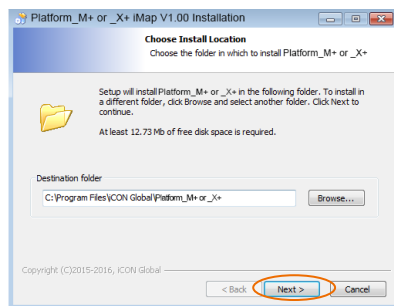 Platform_M+ or _X+ iMap V1.00 Installation
Choose Install Location
Choose the folder in which to install Platform_M+ or _X+
Setup will install Platform_M+ or _X+ in the following folder. To install in
a different folder, click Browse and select another folder. Click Next to
continue.
At least 12.73 Mb of free disk space is required.
Destination folder
C:\Program Files\iCON Global\Platform_M+ or _X+
Browse...
Copyright (C)2015-2016, iCON Global
< Back
Next >
Cancel